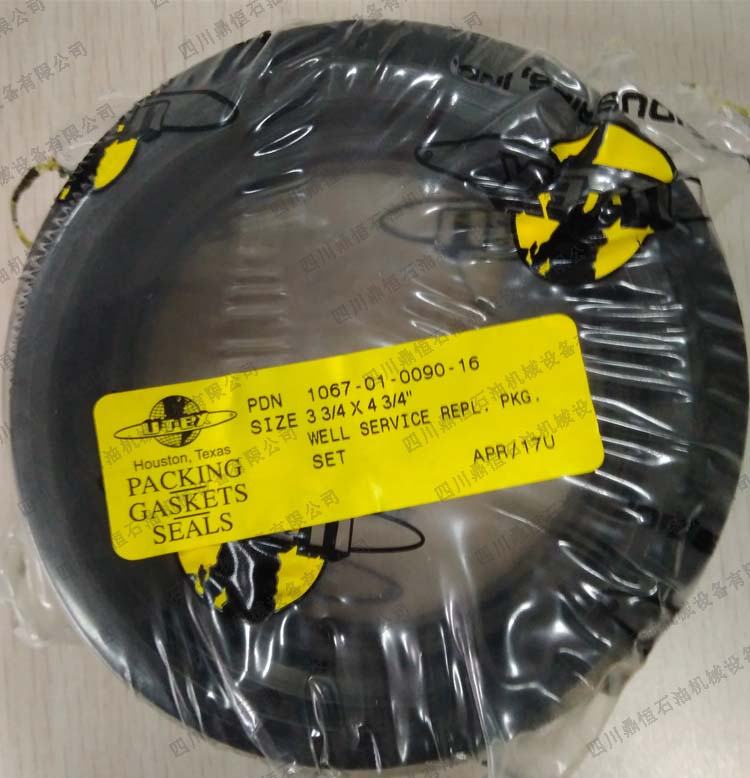 UTEX
Houston, Texas
PACKING
GASKETS
SEALS
PDN 1067-01-0090-16
SIZE 3 3/4 X 4 3/4"
WELL SERVICE REPL. PKG.
SET APR/17U
四川鼎恒石油机械设备有限公司